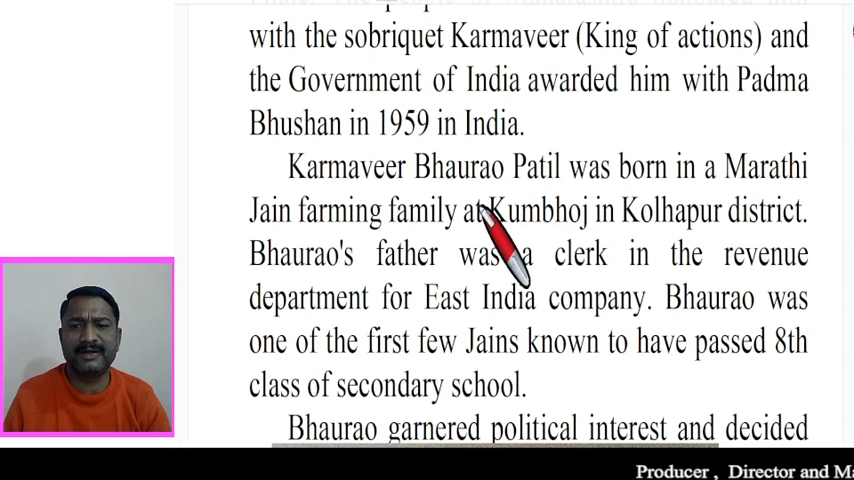 with the sobriquet Karmaveer (King of actions) and
the Government of India awarded him with Padma
Bhushan in 1959 in India.
Karmaveer Bhaurao Patil was born in a Marathi
Jain farming family at Kumbhoj in Kolhapur district.
Bhaurao's father was a clerk in the revenue
department for East India company. Bhaurao was
one of the first few Jains known to have passed 8th
class of secondary school.
Bhaurao garnered political interest and decided
Producer , Director and